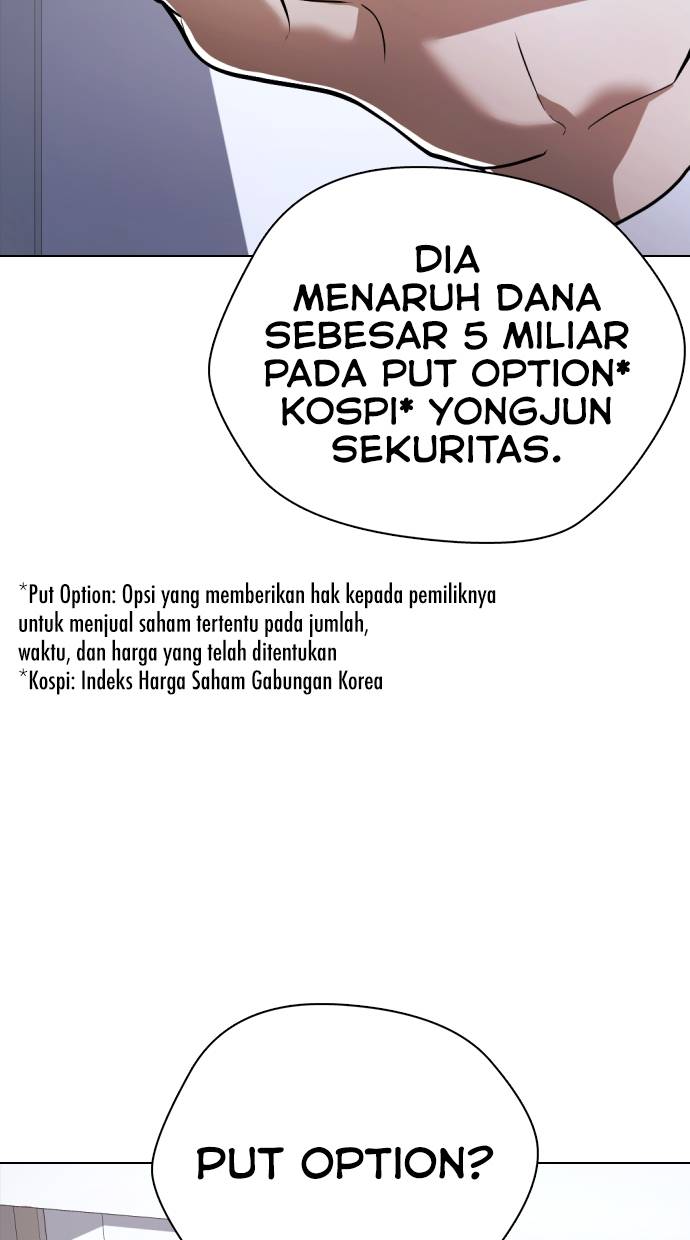 DIA
MENARUH DANA
SEBESAR 5 MILIAR
PADA PUT OPTION*
KOSPI* YONGJUN
SEKURITAS.
*Put Option: Opsi yang memberikan hak kepada pemiliknya
untuk menjual saham tertentu pada jumlah,
waktu, dan harga yang telah ditentukan
*Kospi: Indeks Harga Saham Gabungan Korea
PUT OPTION?